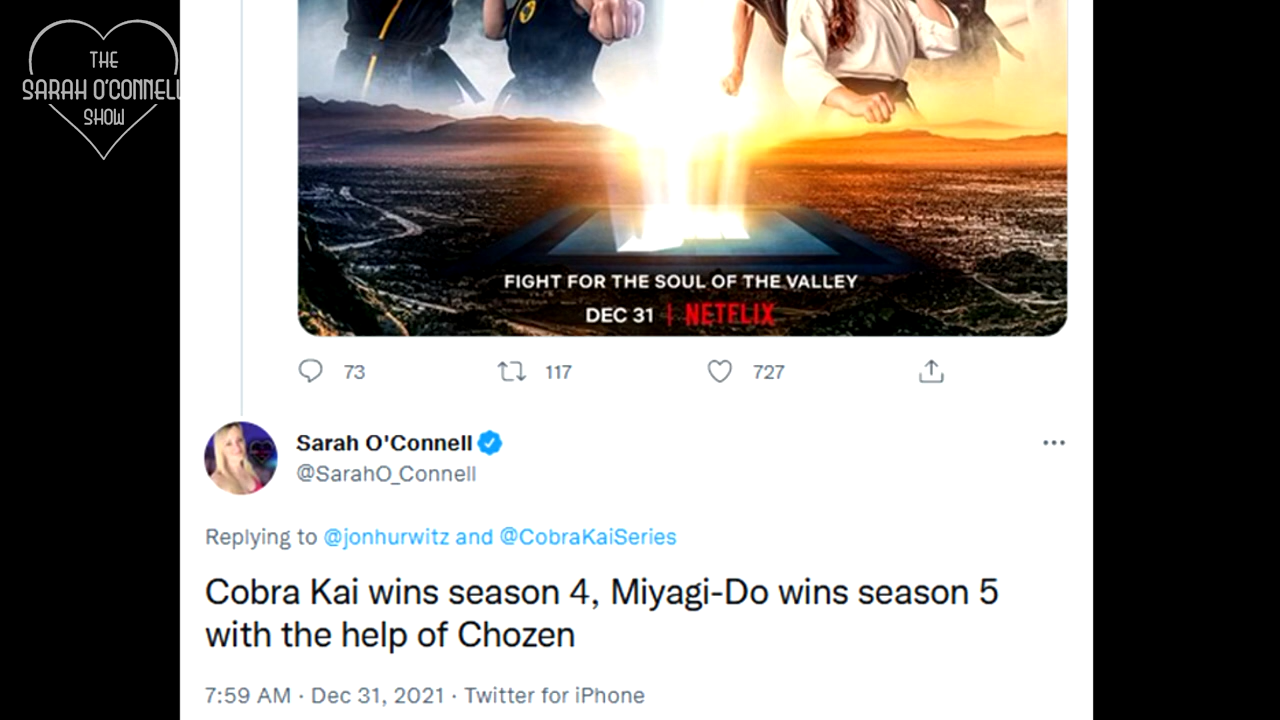 THE
SARAH O'CONNELL
SHOW
FIGHT FOR THE SOUL OF THE VALLEY
DEC 31 | NETFLIX
73 117 727
Sarah O'Connell
@SarahO_Connell
Replying to @jonhurwitz and @CobraKaiSeries
Cobra Kai wins season 4, Miyagi-Do wins season 5
with the help of Chozen
7:59 AM · Dec 31, 2021 · Twitter for iPhone